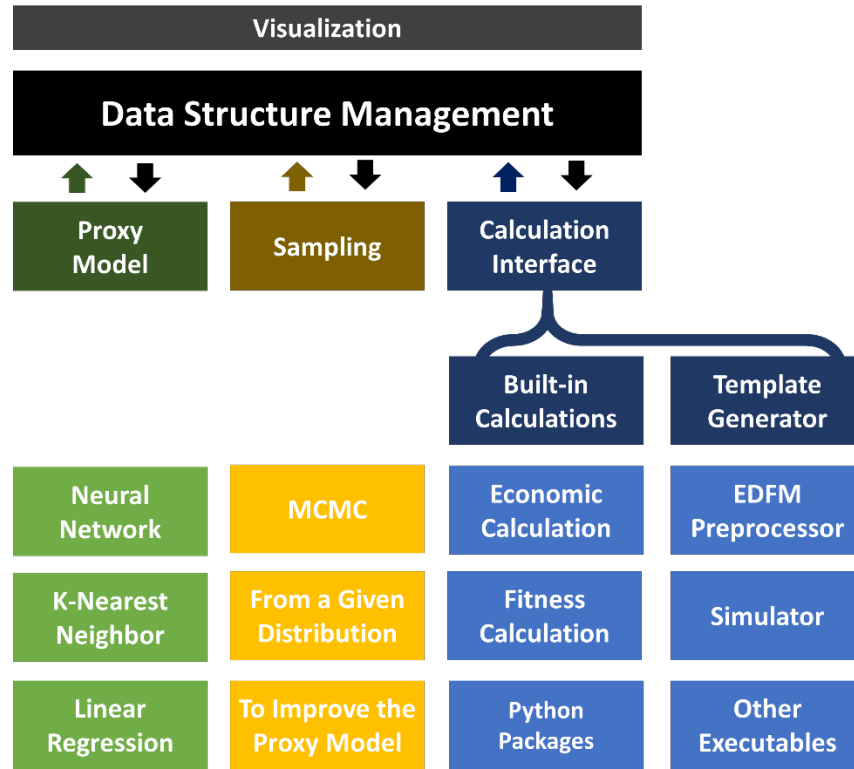 Visualization
Data Structure Management
Proxy
Model
Sampling
Calculation
Interface
Built-in
Calculations
Template
Generator
Neural
Network
MCMC
Economic
Calculation
EDFM
Preprocessor
K-Nearest
Neighbor
From a Given
Distribution
Fitness
Calculation
Simulator
Linear
Regression
To Improve the
Proxy Model
Python
Packages
Other
Executables